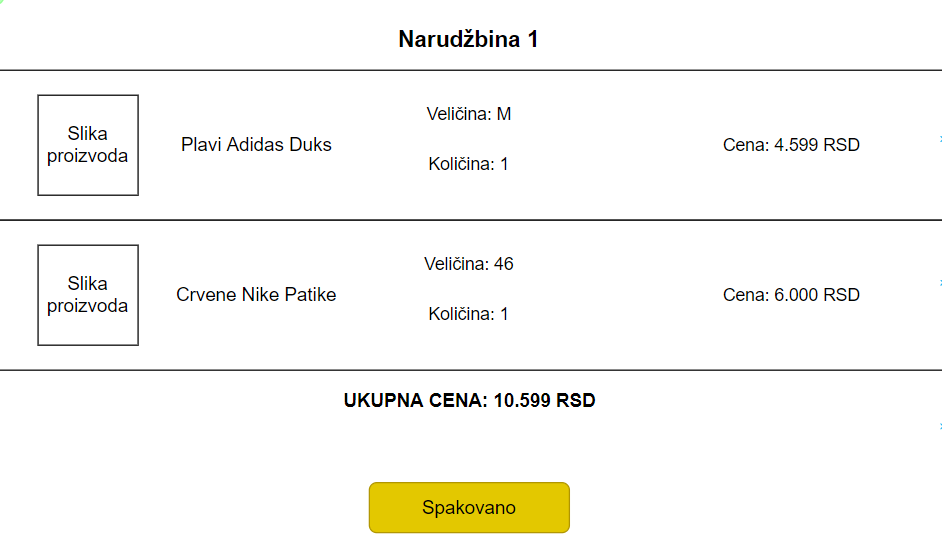 Narudžbina 1
Slika
proizvoda
Plavi Adidas Duks
Veličina: M
Količina: 1
Cena: 4.599 RSD
Slika
proizvoda
Crvene Nike Patike
Veličina: 46
Količina: 1
Cena: 6.000 RSD
UKUPNA CENA: 10.599 RSD
Spakovano